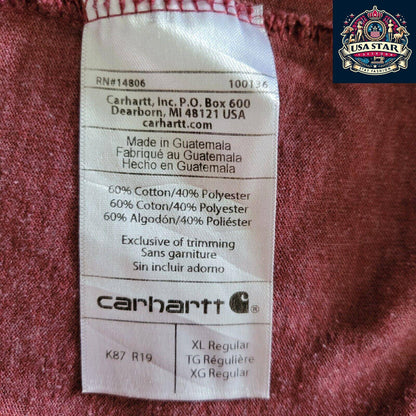 USA STAR
RN#14806 100136
Carhartt, Inc. P.O. Box 600
Dearborn, MI 48121 USA
carhartt.com
Made in Guatemala
Fabriqué au Guatemala
Hecho en Guatemala
60% Cotton/40% Polyester
60% Coton/40% Polyester
60% Algodón/40% Poliéster
Exclusive of trimming
Sans garniture
Sin incluir adorno
carhartt ®
K87 R19
XL Regular
TG Régulière
XG Regular